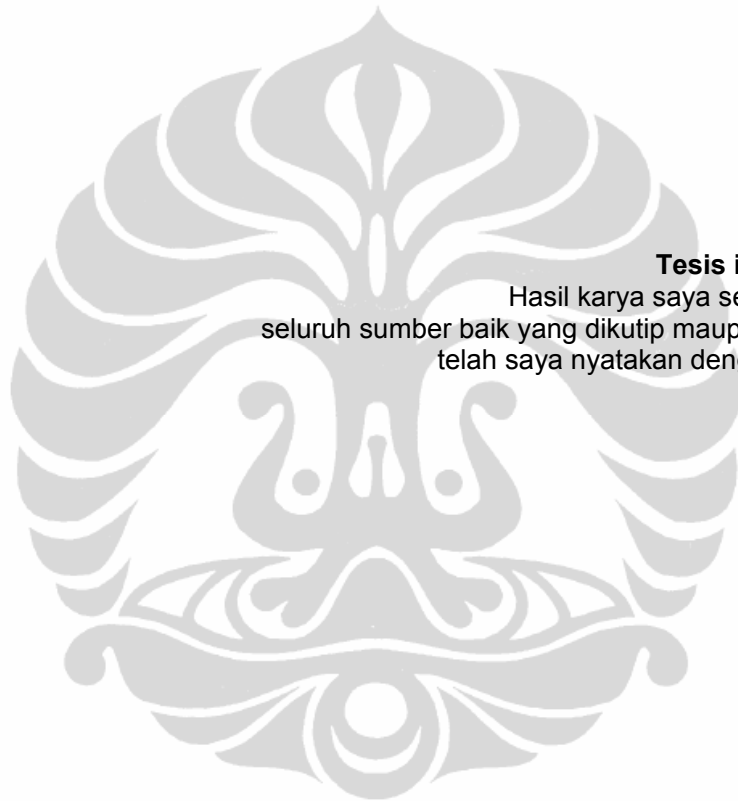 Tesis i
Hasil karya saya se
seluruh sumber baik yang dikutip maup
telah saya nyatakan den